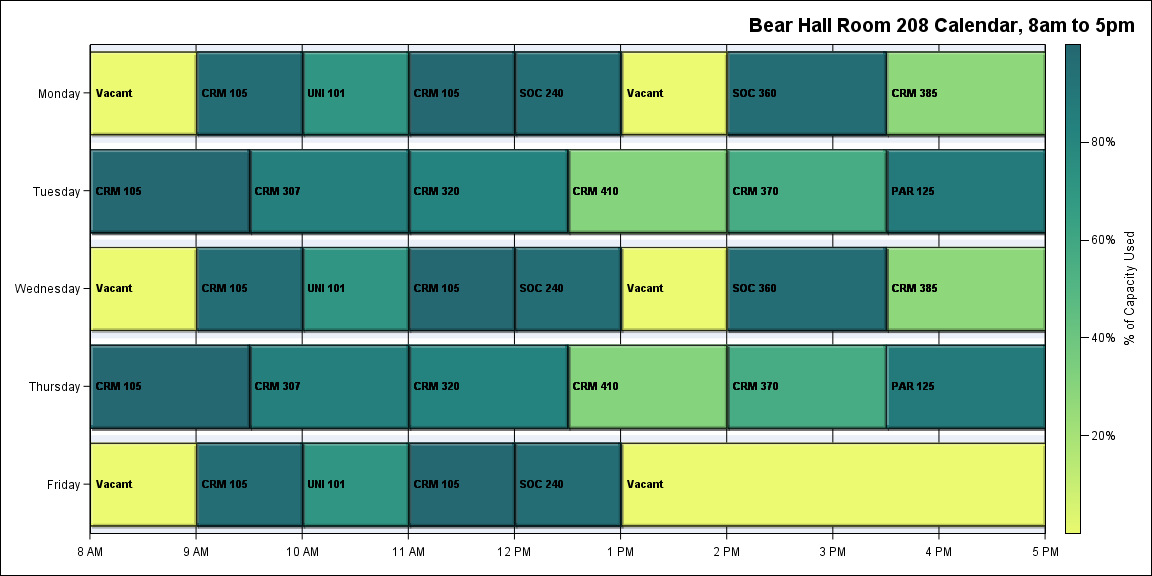 Bear Hall Room 208 Calendar, 8am to 5pm
Monday
Vacant
CRM 105
UNI 101
CRM 105
SOC 240
Vacant
SOC 360
CRM 385
Tuesday
CRM 105
CRM 307
CRM 320
CRM 410
CRM 370
PAR 125
Wednesday
Vacant
CRM 105
UNI 101
CRM 105
SOC 240
Vacant
SOC 360
CRM 385
Thursday
CRM 105
CRM 307
CRM 320
CRM 410
CRM 370
PAR 125
Friday
Vacant
CRM 105
UNI 101
CRM 105
SOC 240
Vacant
8 AM
9 AM
10 AM
11 AM
12 PM
1 PM
2 PM
3 PM
4 PM
5 PM
80%
60%
40%
20%
% of Capacity Used